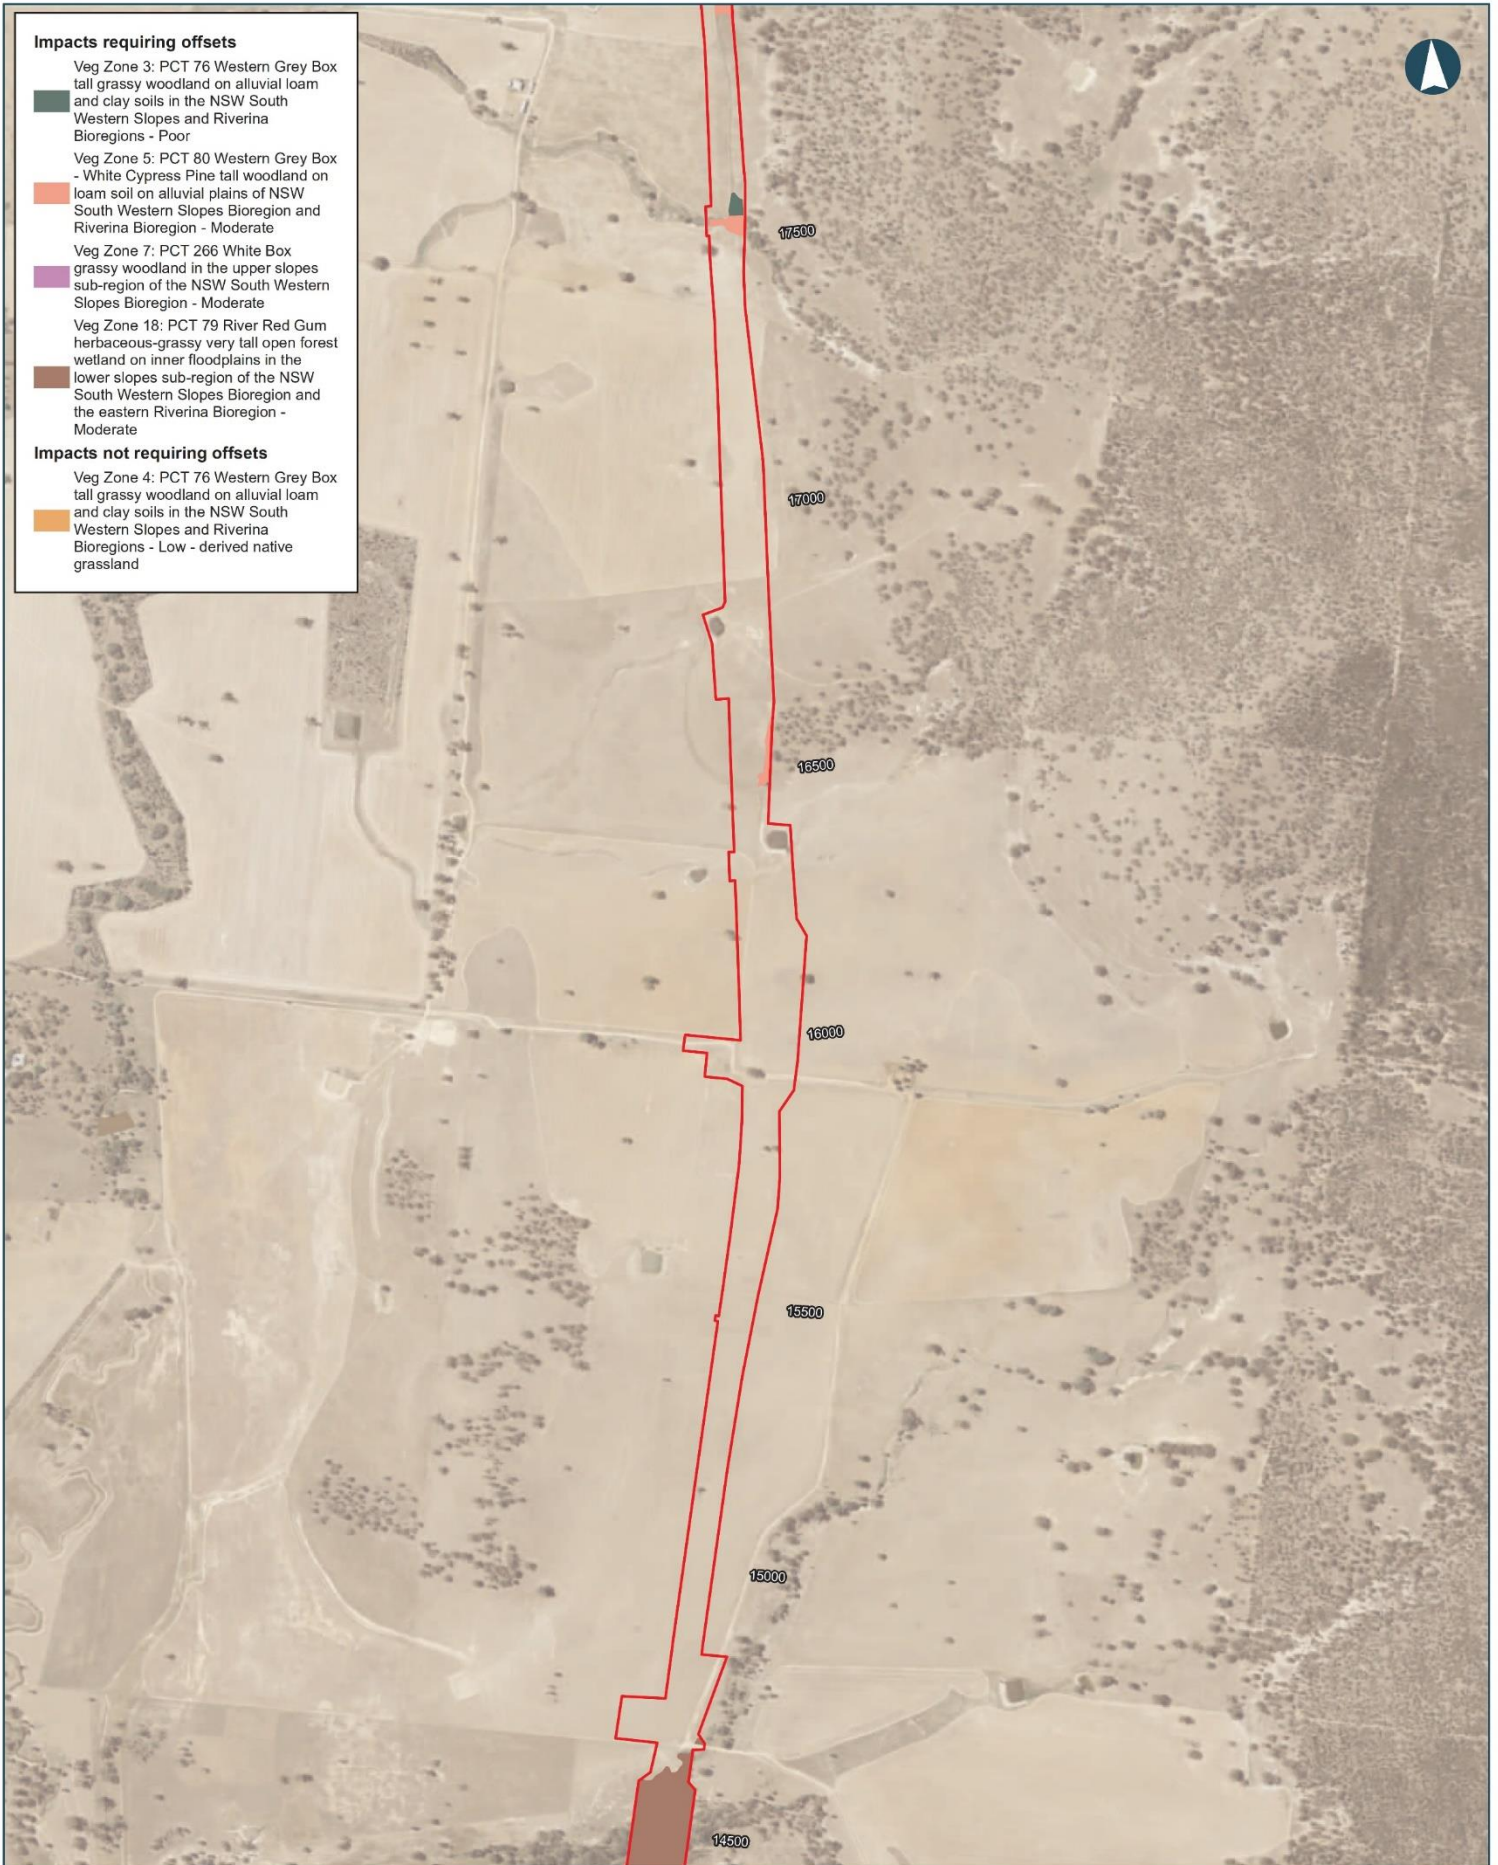 Impacts requiring offsets
Veg Zone 3: PCT 76 Western Grey Box
tall grassy woodland on alluvial loam
and clay soils in the NSW South
Western Slopes and Riverina
Bioregions - Poor
Veg Zone 5: PCT 80 Western Grey Box
- White Cypress Pine tall woodland on
loam soil on alluvial plains of NSW
South Western Slopes Bioregion and
Riverina Bioregion - Moderate
Veg Zone 7: PCT 266 White Box
grassy woodland in the upper slopes
sub-region of the NSW South Western
Slopes Bioregion - Moderate
Veg Zone 18: PCT 79 River Red Gum
herbaceous-grassy very tall open forest
wetland on inner floodplains in the
lower slopes sub-region of the NSW
South Western Slopes Bioregion and
the eastern Riverina Bioregion -
Moderate
Impacts not requiring offsets
Veg Zone 4: PCT 76 Western Grey Box
tall grassy woodland on alluvial loam
and clay soils in the NSW South
Western Slopes and Riverina
Bioregions - Low - derived native
grassland
17500
17000
16500
16000
15500
15000
14500